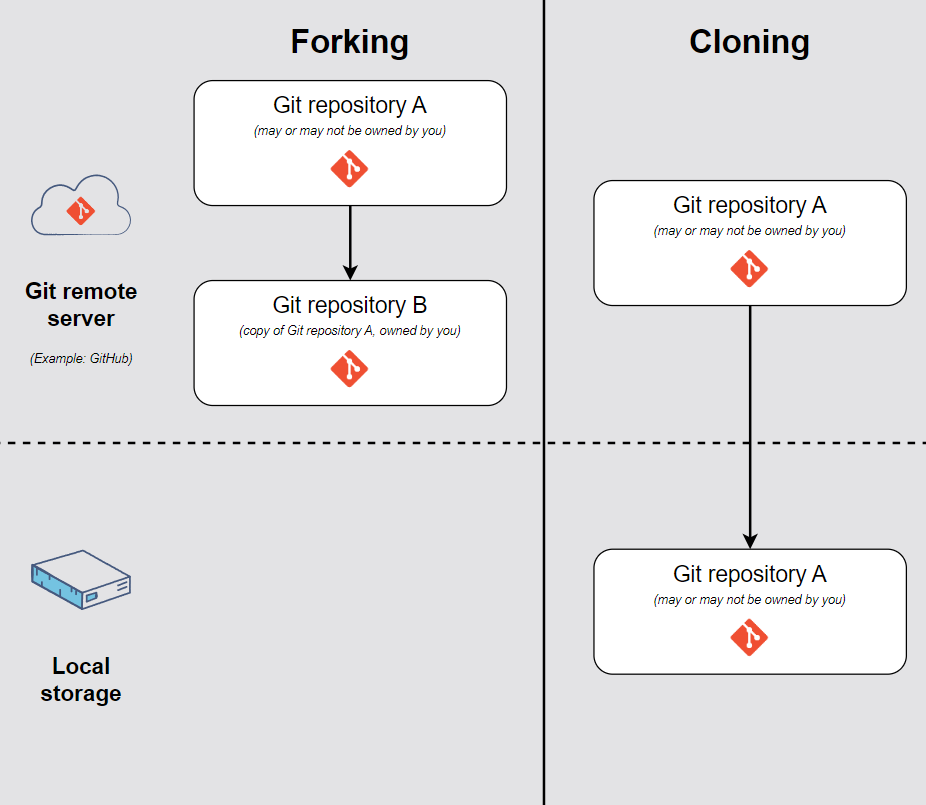 Forking
Cloning
Git repository A
(may or may not be owned by you)
Git repository A
(may or may not be owned by you)
Git remote
server
(Example: GitHub)
Git repository B
(copy of Git repository A, owned by you)
Git repository A
(may or may not be owned by you)
Local
storage